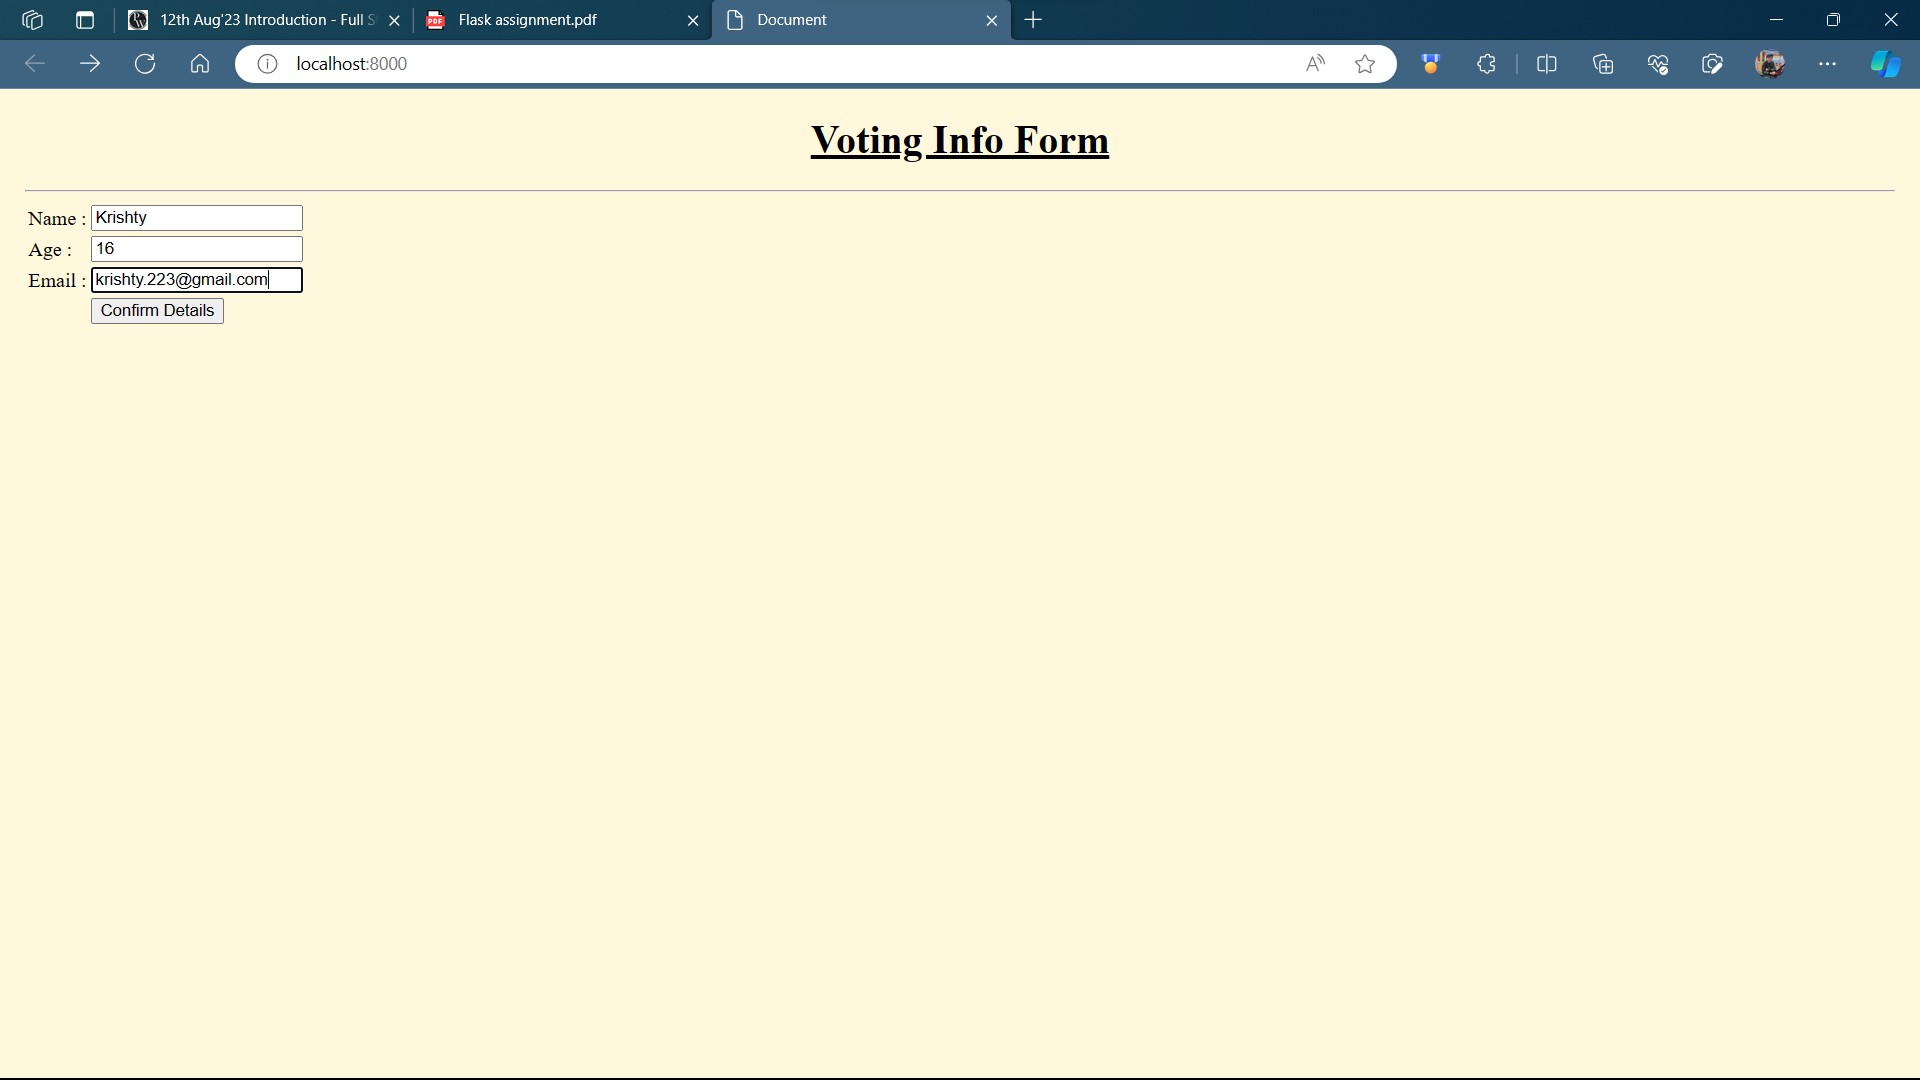 12th Aug'23 Introduction - Full S
Flask assignment.pdf
Document
localhost:8000
Voting Info Form
Name : Krishty
Age : 16
Email : krishty.223@gmail.com
Confirm Details